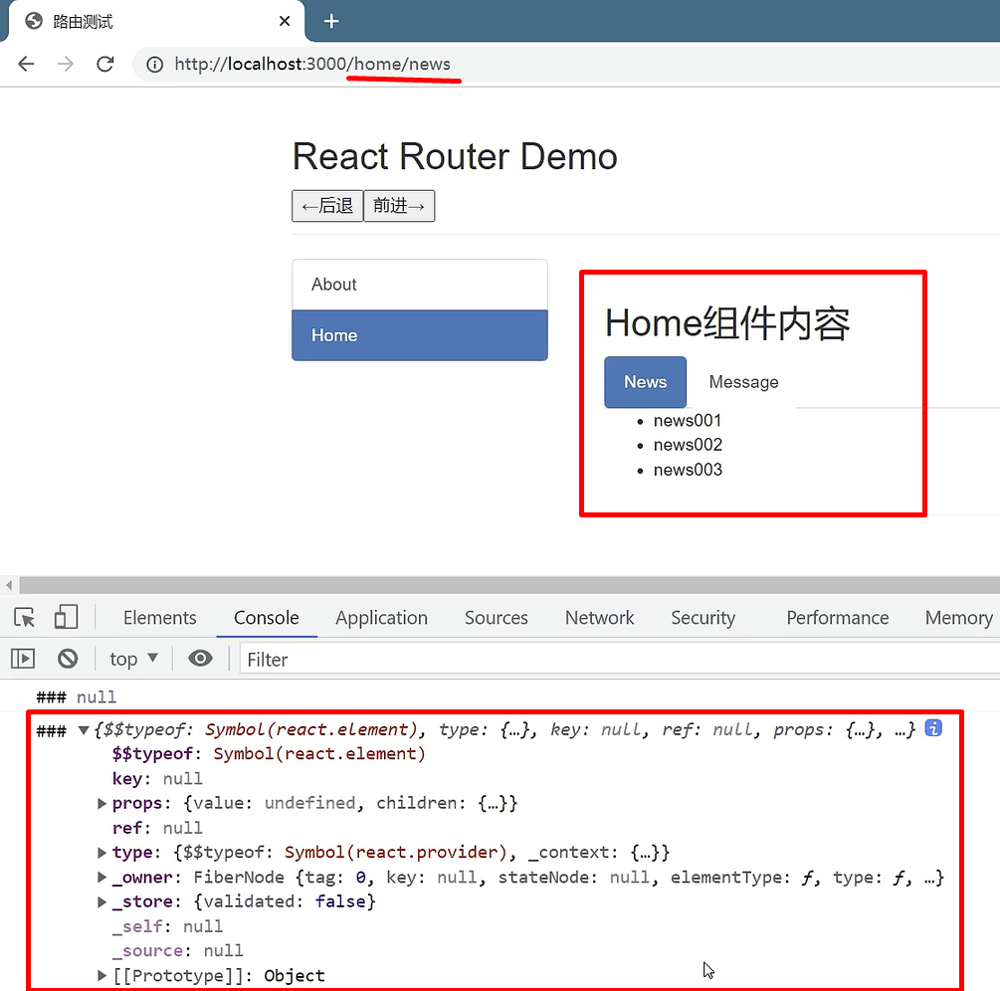 路由测试
http://localhost:3000/home/news
React Router Demo
←后退 前进→
About
Home
Home组件内容
News Message
news001
news002
news003
Elements Console Application Sources Network Security Performance Memory
top Filter
### null
### ▼{$$typeof: Symbol(react.element), type: {…}, key: null, ref: null, props: {…}, …} i
$$typeof: Symbol(react.element)
key: null
▶props: {value: undefined, children: {…}}
ref: null
▶type: {$$typeof: Symbol(react.provider), _context: {…}}
▶_owner: FiberNode {tag: 0, key: null, stateNode: null, elementType: ƒ, type: ƒ, …}
▶_store: {validated: false}
_self: null
_source: null
▶[[Prototype]]: Object